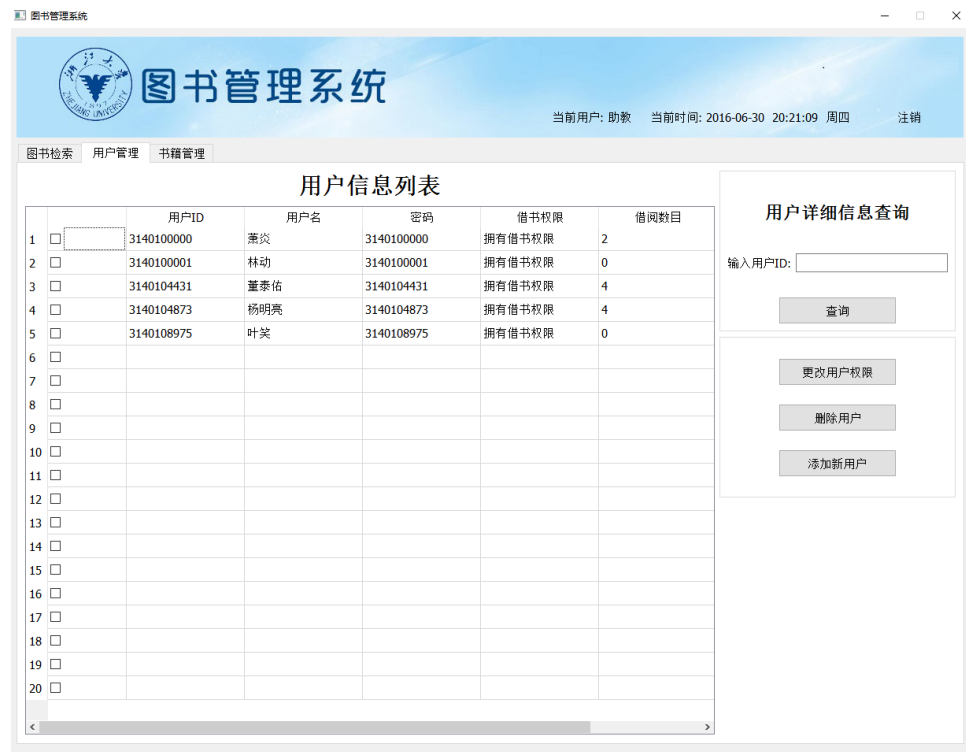 图书管理系统
浙江大学
ZHEJIANG UNIVERSITY
1897
图书管理系统
当前用户: 助教 当前时间: 2016-06-30 20:21:09 周四 注销
图书检索 用户管理 书籍管理
用户信息列表
用户ID 用户名 密码 借书权限 借阅数目
1 3140100000 萧炎 3140100000 拥有借书权限 2
2 3140100001 林动 3140100001 拥有借书权限 0
3 3140104431 董泰佑 3140104431 拥有借书权限 4
4 3140104873 杨明亮 3140104873 拥有借书权限 4
5 3140108975 叶笑 3140108975 拥有借书权限 0
6
7
8
9
10
11
12
13
14
15
16
17
18
19
20
用户详细信息查询
输入用户ID:
查询
更改用户权限
删除用户
添加新用户